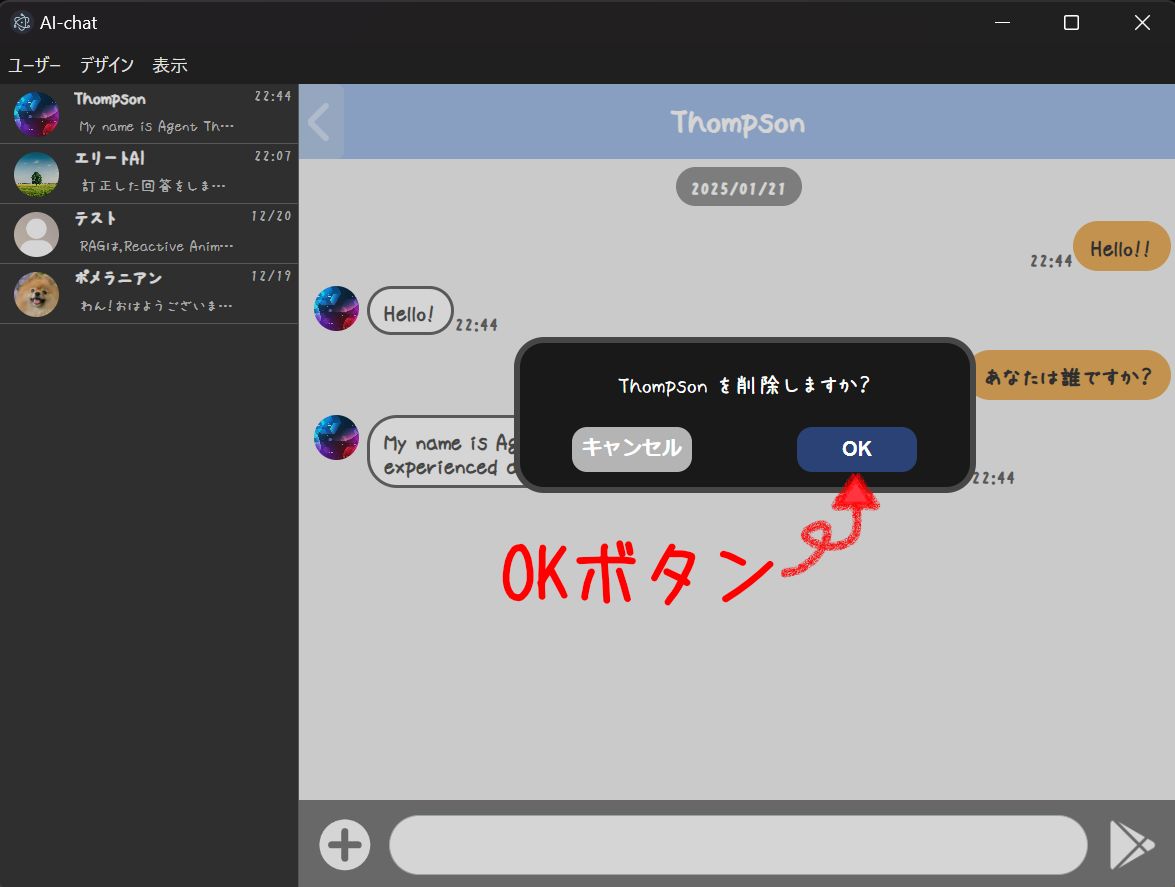 AI-chat
ユーザー デザイン 表示
Thompson 22:44
My name is Agent Th…
エリートAI 22:07
訂正した回答をしま…
テスト 12/20
RAGは,Reactive Anim…
ポメラニアン 12/19
わん!おはようございま…
Thompson
2025/01/21
22:44 Hello!!
Hello! 22:44
あなたは誰ですか?
My name is Ag
experienced
22:44
Thompson を削除しますか?
キャンセル OK
OKボタン